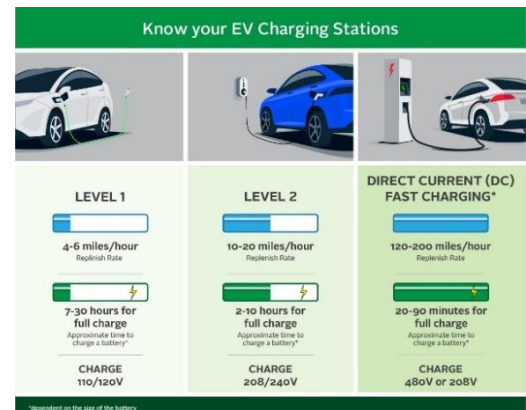 Know your EV Charging Stations
LEVEL 1
4-6 miles/hour
Replinish Rate
7-30 hours for
full charge
Approximate time to
charge a battery*
CHARGE
110/120V
LEVEL 2
10-20 miles/hour
Replenish Rate
2-10 hours for
full charge
Approximate time to
charge a battery*
CHARGE
208/240V
DIRECT CURRENT (DC)
FAST CHARGING*
120-200 miles/hour
Replenish Rate
20-90 minutes for
full charge
Approximate time to
charge a battery*
CHARGE
480V or 208V
*dependent on the size of the battery